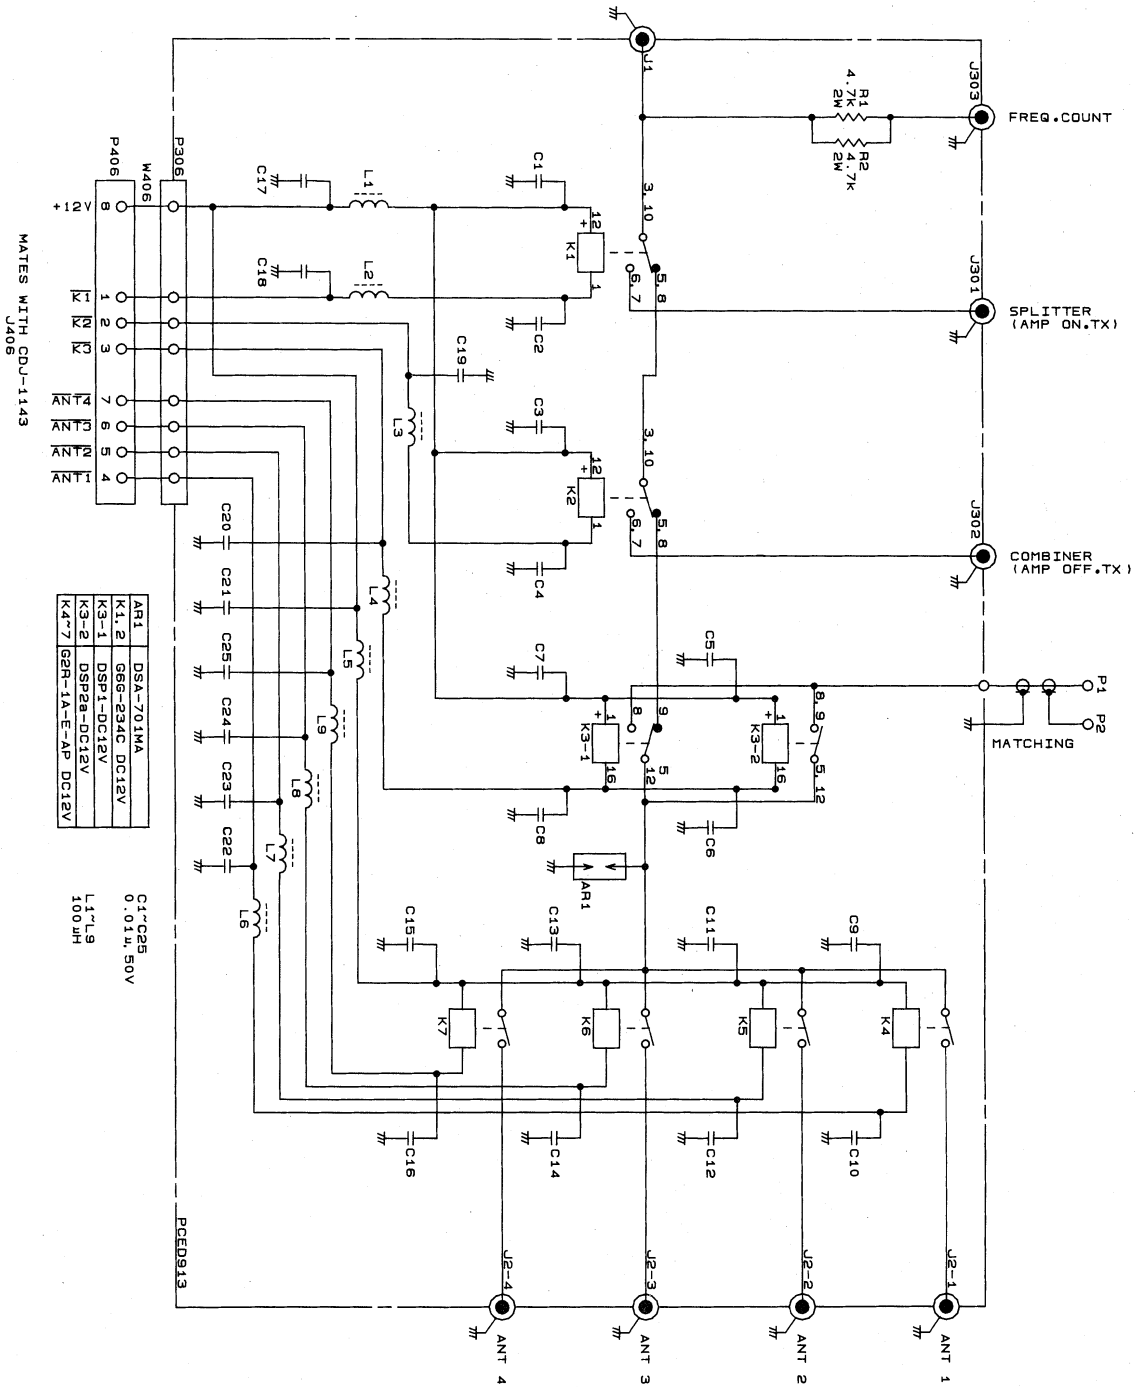 J1
J303
FREQ.COUNT
R1
4.7K
2W
R2
4.7K
2W
J301
SPLITTER
(AMP ON.TX)
J302
COMBINER
(AMP OFF.TX)
P1
P2
MATCHING
P406
W406
P306
+12V 8
K1 1
K2 2
K3 3
ANT4 7
ANT3 6
ANT2 5
ANT1 4
MATES WITH CDJ-1143
J406
C17
L1
C18
L2
C1
C2
12
+
K1
1
3, 10
5, 8
6, 7
C19
L3
C3
C4
12
+
K2
1
3, 10
5, 8
6, 7
C20
L4
C21
L5
C25
L9
C24
L8
C23
L7
C22
L6
C7
C8
C5
C6
1
+
K3-1
16
8
9
5
12
1
+
K3-2
16
8, 9
5, 12
AR1
C15
C13
C11
C9
K7
K6
K5
K4
C16
C14
C12
C10
J2-4
ANT 4
J2-3
ANT 3
J2-2
ANT 2
J2-1
ANT 1
PCED913
AR1 DSA-701MA
K1, 2 G6G-234C DC12V
K3-1 DSP1-DC12V
K3-2 DSP2a-DC12V
K4~7 G2R-1A-E-AP DC12V
C1~C25
0.01μ, 50V
L1~L9
100μH